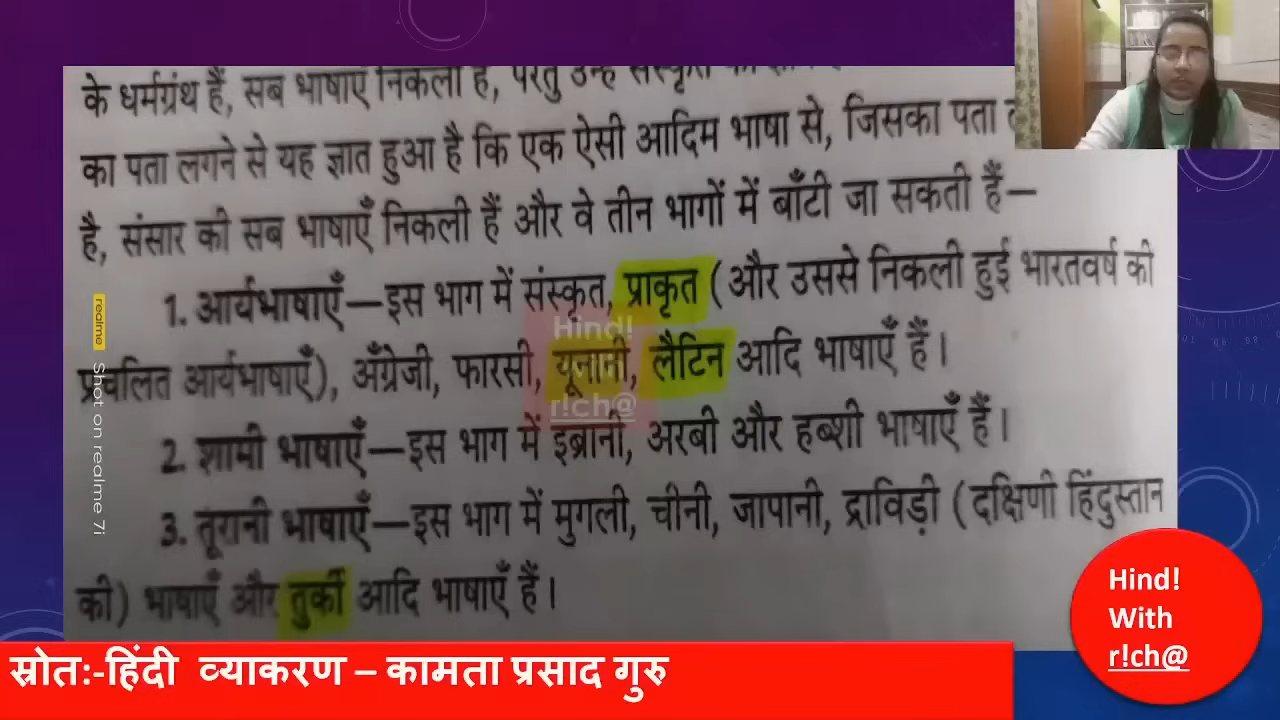 के धर्मग्रंथ हैं, सब भाषाएँ निकली हैं, परंतु उन्हें संस्कृत
का पता लगने से यह ज्ञात हुआ है कि एक ऐसी आदिम भाषा से, जिसका पता
है, संसार की सब भाषाएँ निकली हैं और वे तीन भागों में बाँटी जा सकती हैं—
1. आर्यभाषाएँ—इस भाग में संस्कृत, प्राकृत (और उससे निकली हुई भारतवर्ष की
प्रचलित आर्यभाषाएँ), अँग्रेजी, फारसी, यूनानी, लैटिन आदि भाषाएँ हैं।
2. शामी भाषाएँ—इस भाग में इब्रानी, अरबी और हब्शी भाषाएँ हैं।
3. तूरानी भाषाएँ—इस भाग में मुगली, चीनी, जापानी, द्राविड़ी (दक्षिणी हिंदुस्तान
की) भाषाएँ और तुर्की आदि भाषाएँ हैं।
realme Shot on realme 7i
Hind!
With
r!ch@
स्रोतः-हिंदी व्याकरण – कामता प्रसाद गुरु
Hind!
With
r!ch@